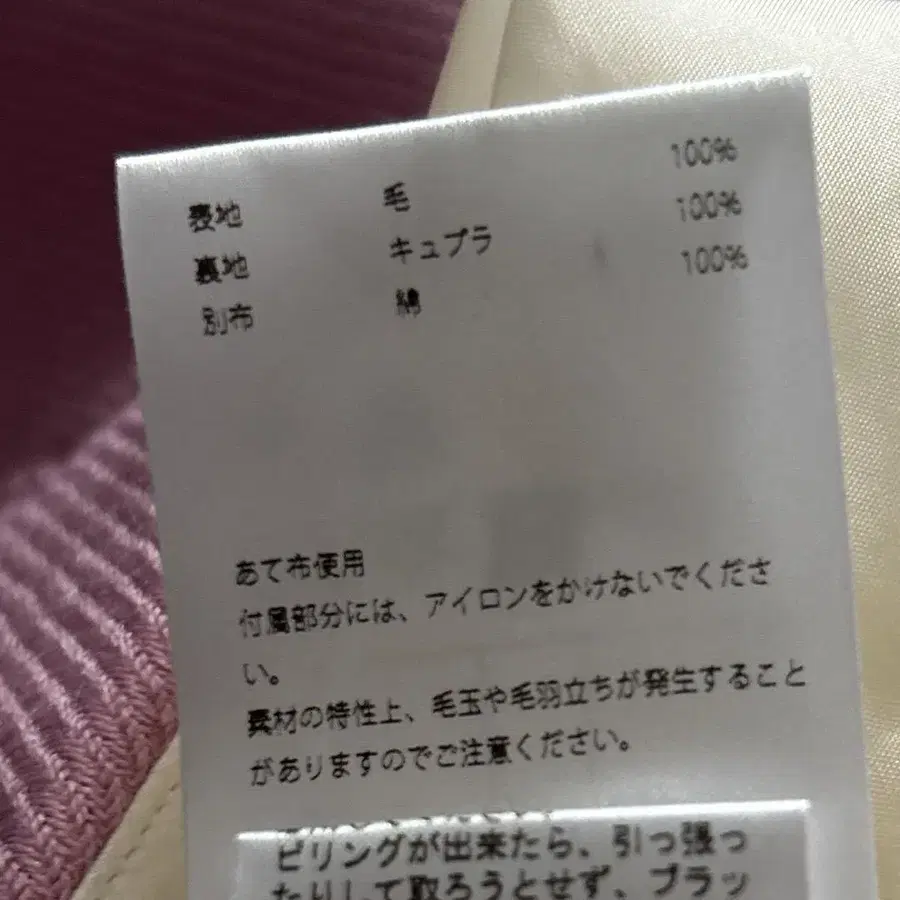 表地 毛 100%
裏地 キュプラ 100%
別布 綿 100%
あて布使用
付属部分には、アイロンをかけないでくださ
い。
素材の特性上、毛玉や毛羽立ちが発生すること
がありますのでご注意ください。
ピリングが出来たら、引っ張っ
たりして取ろうとせず、ブラッ